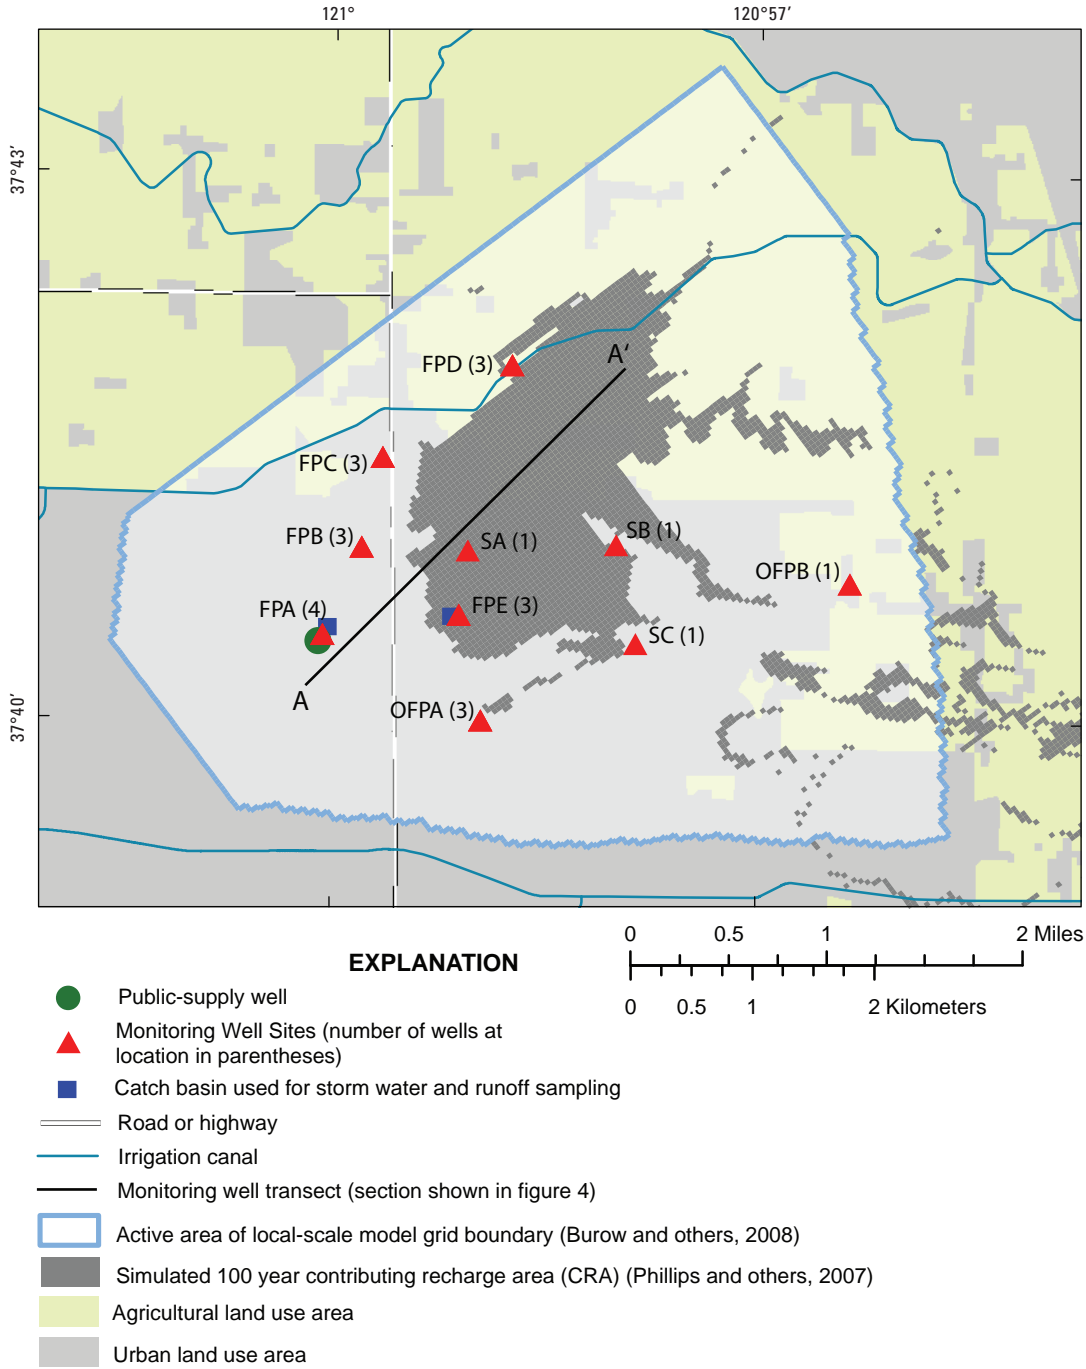 121°
120°57′
37°43′
FPD (3)
A′
FPC (3)
FPB (3)
SA (1)
SB (1)
OFPB (1)
FPA (4)
FPE (3)
SC (1)
A
OFPA (3)
37°40′
0 0.5 1 2 Miles
0 0.5 1 2 Kilometers
EXPLANATION
Public-supply well
Monitoring Well Sites (number of wells at
location in parentheses)
Catch basin used for storm water and runoff sampling
Road or highway
Irrigation canal
Monitoring well transect (section shown in figure 4)
Active area of local-scale model grid boundary (Burow and others, 2008)
Simulated 100 year contributing recharge area (CRA) (Phillips and others, 2007)
Agricultural land use area
Urban land use area